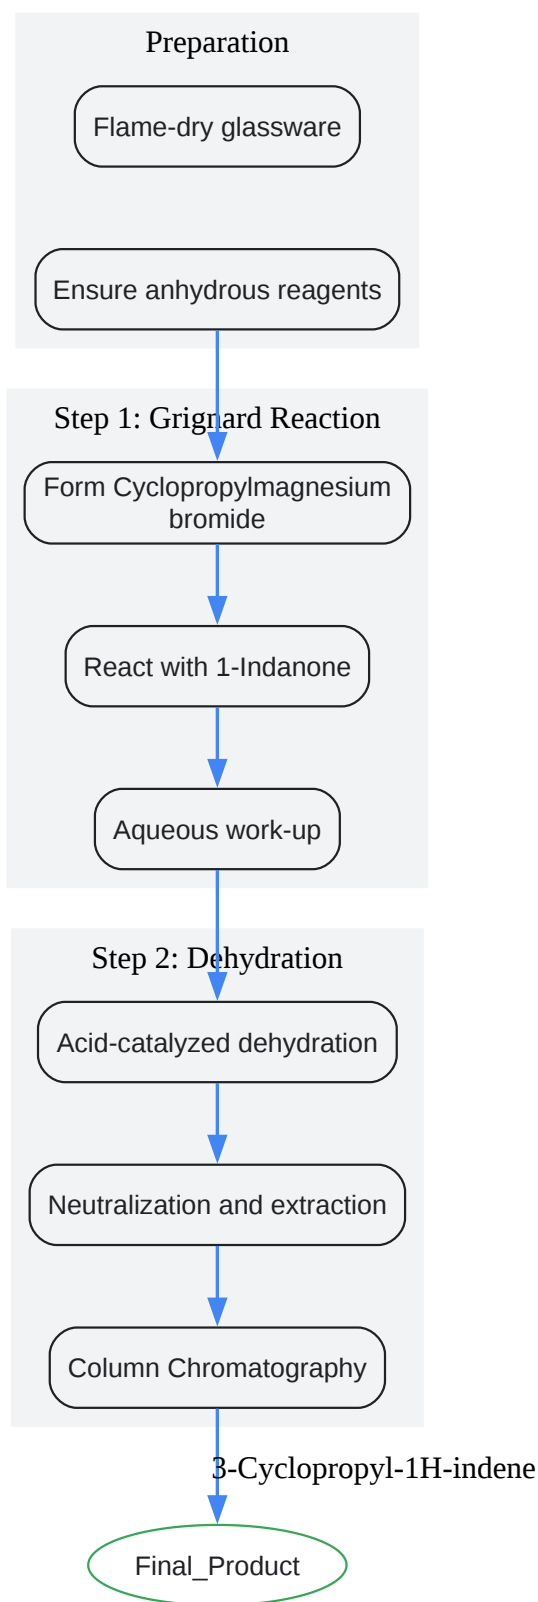 Preparation
Flame-dry glassware
Ensure anhydrous reagents
Step 1: Grignard Reaction
Form Cyclopropylmagnesium
bromide
React with 1-Indanone
Aqueous work-up
Step 2: Dehydration
Acid-catalyzed dehydration
Neutralization and extraction
Column Chromatography
3-Cyclopropyl-1H-indene
Final_Product